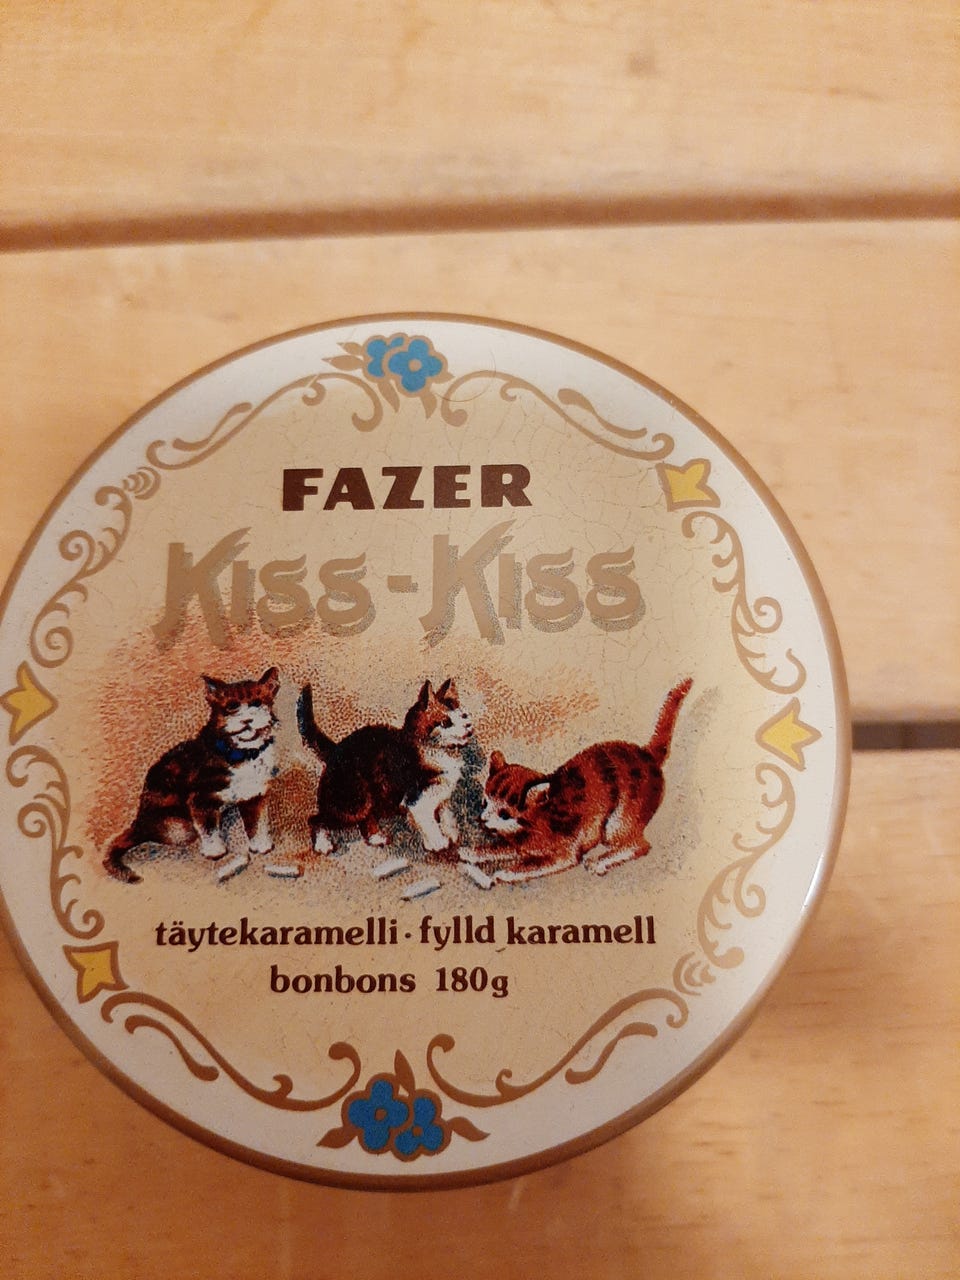 FAZER
Kiss-Kiss
täytekaramelli · fylld karamell
bonbons 180g